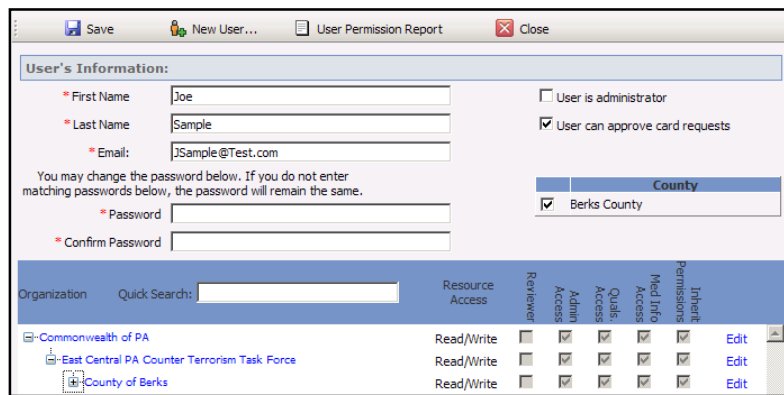 Save New User... User Permission Report Close
User's Information:
* First Name Joe
User is administrator
* Last Name Sample
User can approve card requests
* Email: JSample@Test.com
You may change the password below. If you do not enter
matching passwords below, the password will remain the same.
County
Berks County
* Password
* Confirm Password
Organization Quick Search: Resource Access Reviewer Admin Access Quals. Access Med Info Access Inherit Permissions
Commonwealth of PA Read/Write Edit
East Central PA Counter Terrorism Task Force Read/Write Edit
County of Berks Read/Write Edit